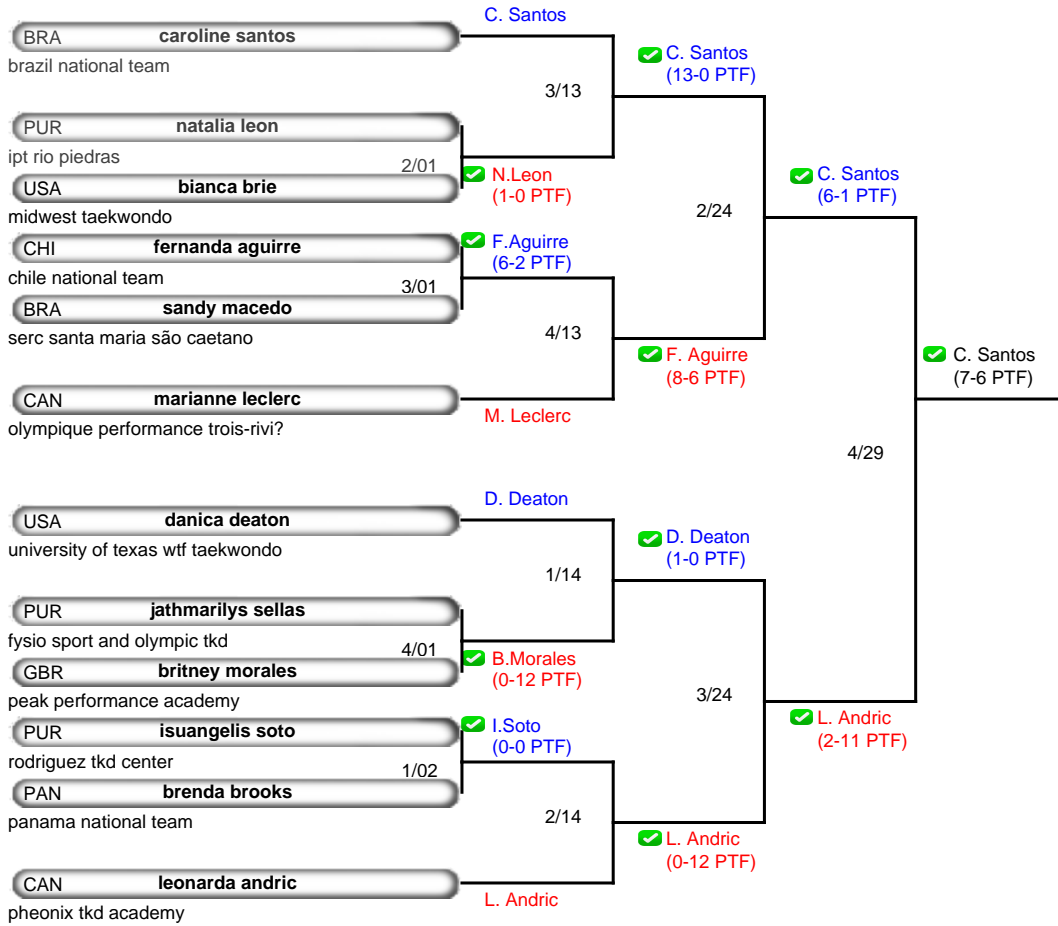 C. Santos
BRA caroline santos
brazil national team
C. Santos
(13-0 PTF)
3/13
PUR natalia leon
ipt rio piedras
2/01
USA bianca brie
midwest taekwondo
N.Leon
(1-0 PTF)
C. Santos
(6-1 PTF)
2/24
CHI fernanda aguirre
chile national team
F.Aguirre
(6-2 PTF)
3/01
BRA sandy macedo
serc santa maria são caetano
4/13
F. Aguirre
(8-6 PTF)
C. Santos
(7-6 PTF)
CAN marianne leclerc
olympique performance trois-rivi?
M. Leclerc
4/29
D. Deaton
USA danica deaton
university of texas wtf taekwondo
D. Deaton
(1-0 PTF)
1/14
PUR jathmarilys sellas
fysio sport and olympic tkd
4/01
GBR britney morales
peak performance academy
B.Morales
(0-12 PTF)
3/24
L. Andric
(2-11 PTF)
PUR isuangelis soto
rodriguez tkd center
I.Soto
(0-0 PTF)
1/02
PAN brenda brooks
panama national team
2/14
L. Andric
(0-12 PTF)
CAN leonarda andric
pheonix tkd academy
L. Andric